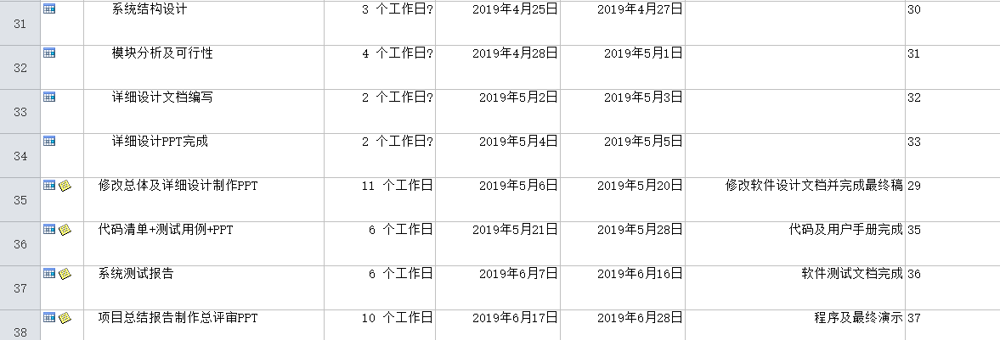 31 系统结构设计 3 个工作日? 2019年4月25日 2019年4月27日 30
32 模块分析及可行性 4 个工作日? 2019年4月28日 2019年5月1日 31
33 详细设计文档编写 2 个工作日? 2019年5月2日 2019年5月3日 32
34 详细设计PPT完成 2 个工作日? 2019年5月4日 2019年5月5日 33
35 修改总体及详细设计制作PPT 11 个工作日 2019年5月6日 2019年5月20日 修改软件设计文档并完成最终稿 29
36 代码清单+测试用例+PPT 6 个工作日 2019年5月21日 2019年5月28日 代码及用户手册完成 35
37 系统测试报告 6 个工作日 2019年6月7日 2019年6月16日 软件测试文档完成 36
38 项目总结报告制作总评审PPT 10 个工作日 2019年6月17日 2019年6月28日 程序及最终演示 37